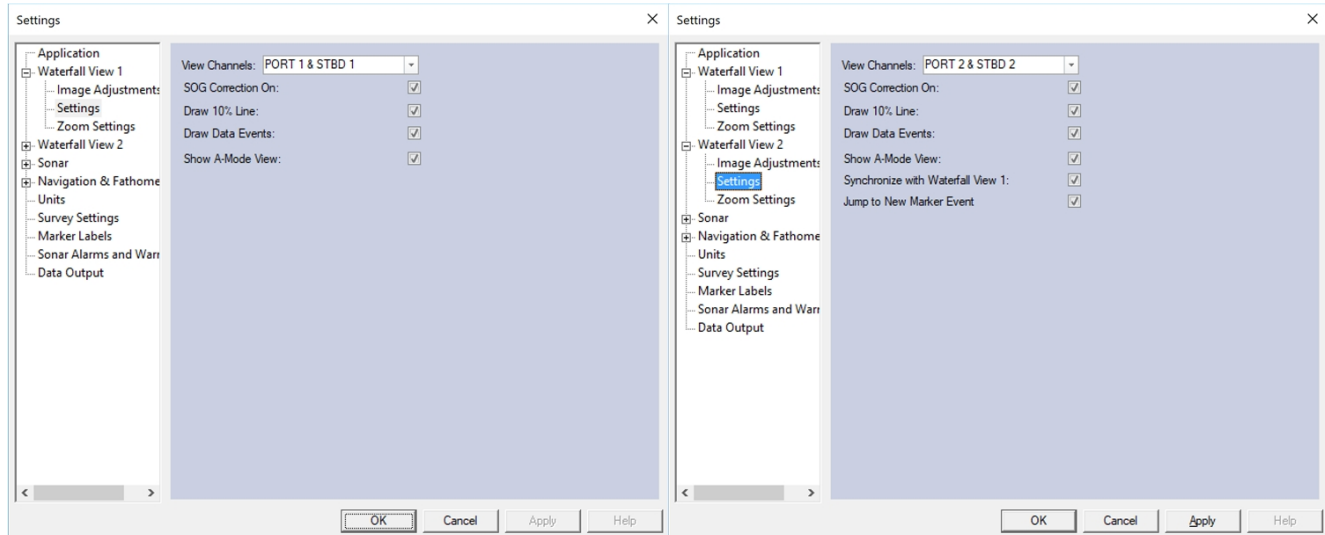 Settings
Application
Waterfall View 1
Image Adjustments
Settings
Zoom Settings
Waterfall View 2
Sonar
Navigation & Fathome
Units
Survey Settings
Marker Labels
Sonar Alarms and Warr
Data Output
View Channels: PORT 1 & STBD 1
SOG Correction On:
Draw 10% Line:
Draw Data Events:
Show A-Mode View:
OK Cancel Apply Help
Settings
Application
Waterfall View 1
Image Adjustments
Settings
Zoom Settings
Waterfall View 2
Image Adjustments
Settings
Zoom Settings
Sonar
Navigation & Fathome
Units
Survey Settings
Marker Labels
Sonar Alarms and Warr
Data Output
View Channels: PORT 2 & STBD 2
SOG Correction On:
Draw 10% Line:
Draw Data Events:
Show A-Mode View:
Synchronize with Waterfall View 1:
Jump to New Marker Event
OK Cancel Apply Help